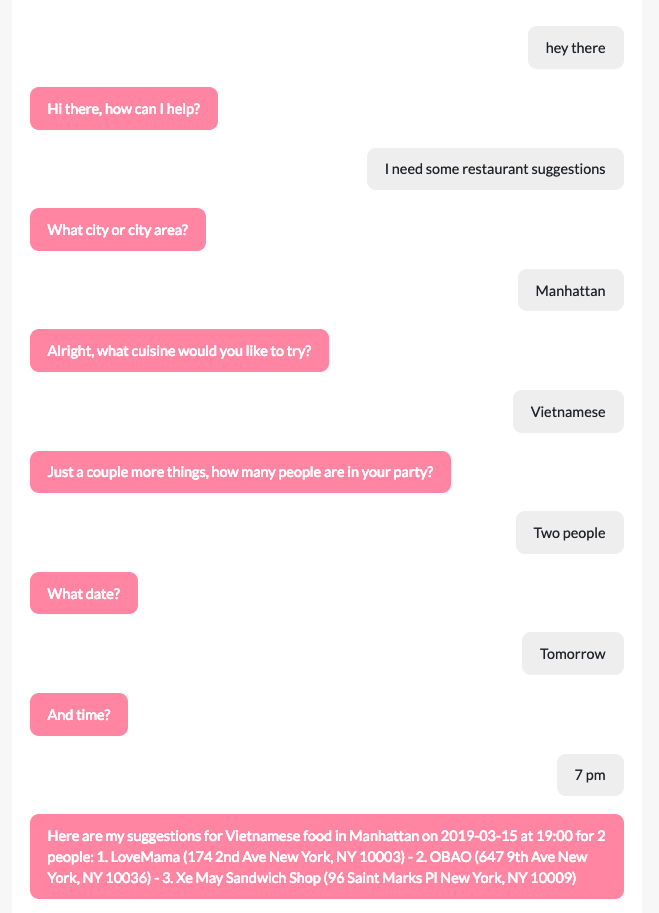 hey there
Hi there, how can I help?
I need some restaurant suggestions
What city or city area?
Manhattan
Alright, what cuisine would you like to try?
Vietnamese
Just a couple more things, how many people are in your party?
Two people
What date?
Tomorrow
And time?
7 pm
Here are my suggestions for Vietnamese food in Manhattan on 2019-03-15 at 19:00 for 2
people: 1. LoveMama (174 2nd Ave New York, NY 10003) - 2. OBAO (647 9th Ave New
York, NY 10036) - 3. Xe May Sandwich Shop (96 Saint Marks Pl New York, NY 10009)